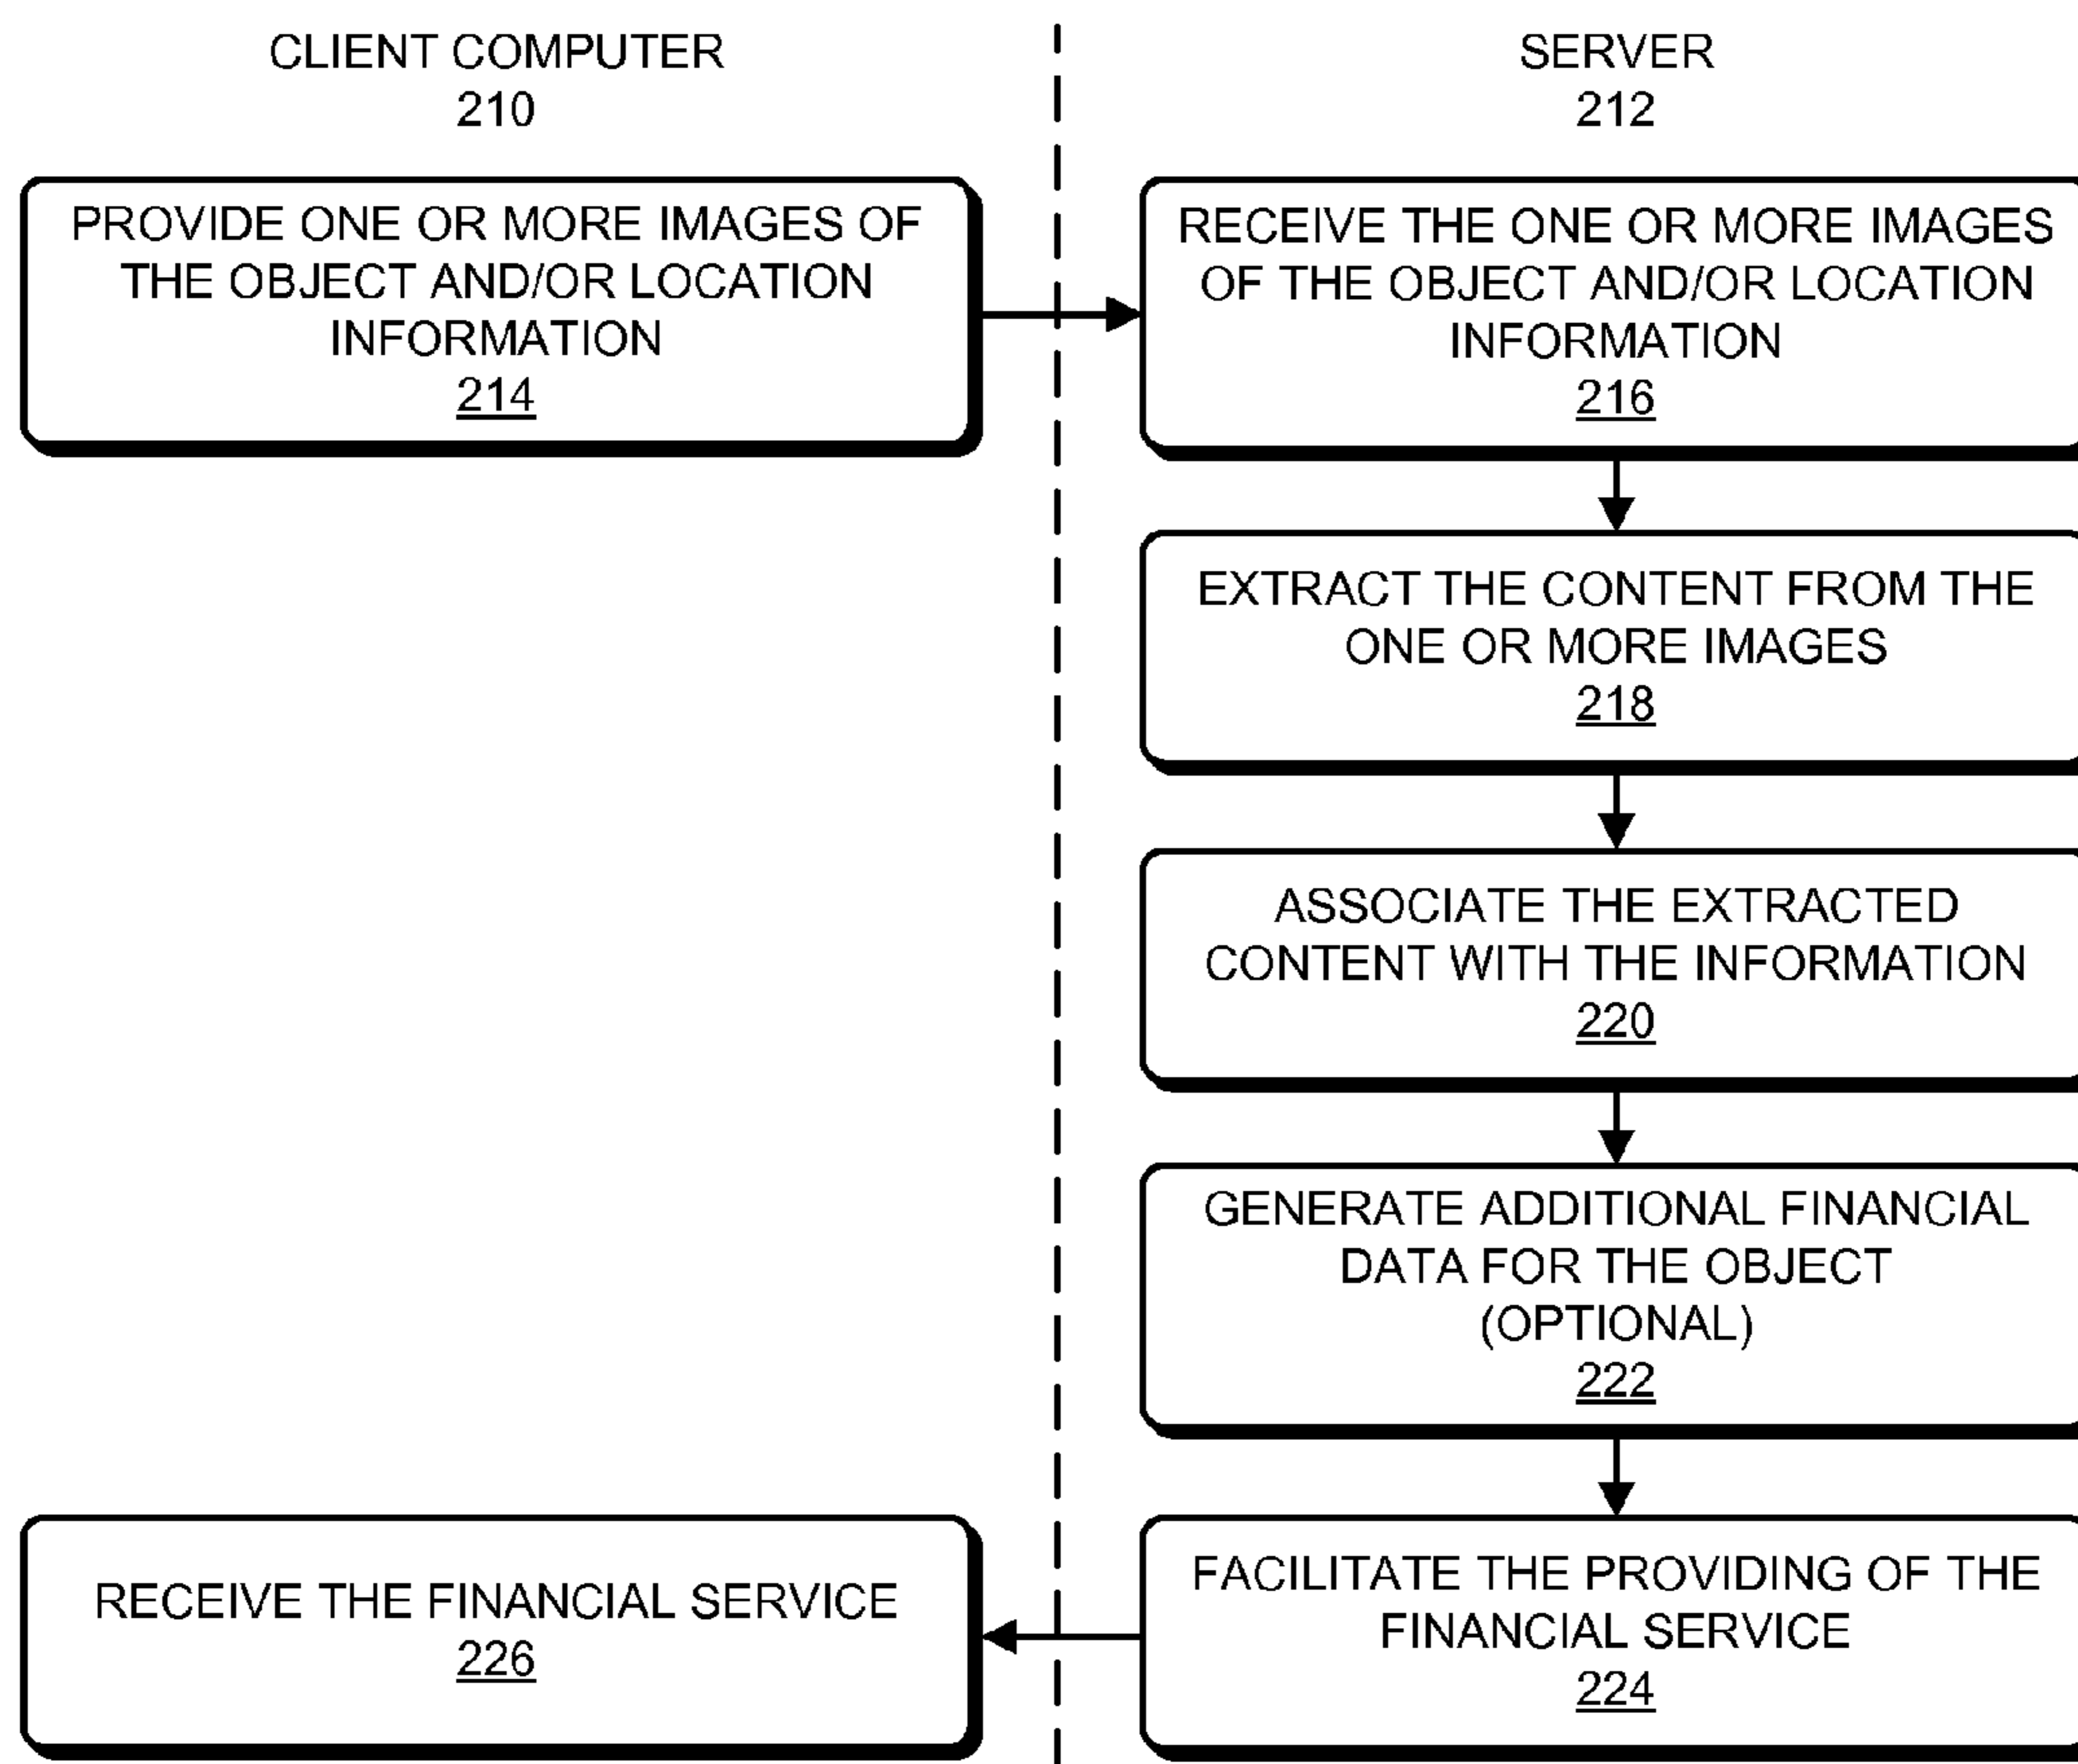 CLIENT COMPUTER
210
SERVER
212
PROVIDE ONE OR MORE IMAGES OF
THE OBJECT AND/OR LOCATION
INFORMATION
214
RECEIVE THE ONE OR MORE IMAGES
OF THE OBJECT AND/OR LOCATION
INFORMATION
216
EXTRACT THE CONTENT FROM THE
ONE OR MORE IMAGES
218
ASSOCIATE THE EXTRACTED
CONTENT WITH THE INFORMATION
220
GENERATE ADDITIONAL FINANCIAL
DATA FOR THE OBJECT
(OPTIONAL)
222
FACILITATE THE PROVIDING OF THE
FINANCIAL SERVICE
224
RECEIVE THE FINANCIAL SERVICE
226